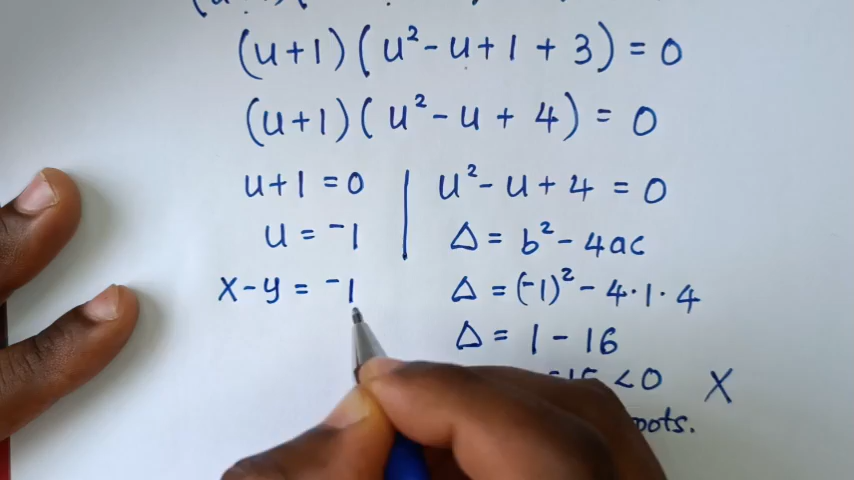 (u+1)(u²-u+1+3)=0
(u+1)(u²-u+4)=0
u+1=0 | u²-u+4=0
u=⁻1 | Δ=b²-4ac
x-y=⁻1 Δ=(⁻1)²-4·1·4
Δ=1-16
<0 X